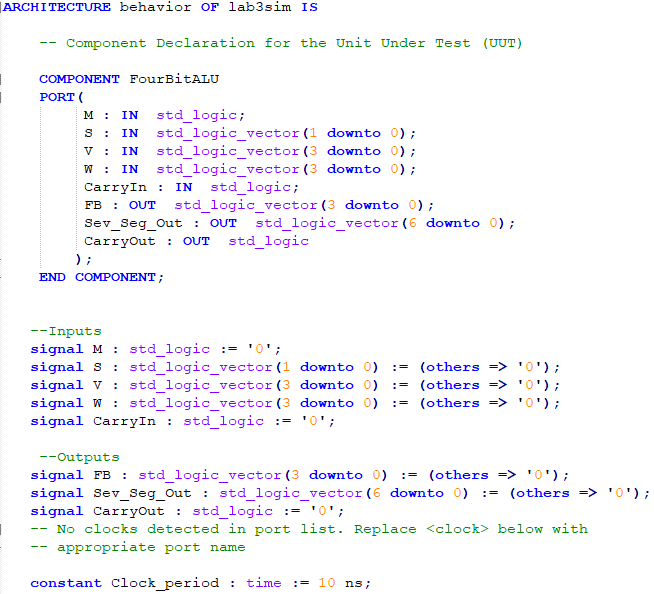 ARCHITECTURE behavior OF lab3sim IS
-- Component Declaration for the Unit Under Test (UUT)
COMPONENT FourBitALU
PORT(
M : IN  std_logic;
S : IN  std_logic_vector(1 downto 0);
V : IN  std_logic_vector(3 downto 0);
W : IN  std_logic_vector(3 downto 0);
CarryIn : IN  std_logic;
FB : OUT  std_logic_vector(3 downto 0);
Sev_Seg_Out : OUT  std_logic_vector(6 downto 0);
CarryOut : OUT  std_logic
);
END COMPONENT;
--Inputs
signal M : std_logic := '0';
signal S : std_logic_vector(1 downto 0) := (others => '0');
signal V : std_logic_vector(3 downto 0) := (others => '0');
signal W : std_logic_vector(3 downto 0) := (others => '0');
signal CarryIn : std_logic := '0';
--Outputs
signal FB : std_logic_vector(3 downto 0) := (others => '0');
signal Sev_Seg_Out : std_logic_vector(6 downto 0) := (others => '0');
signal CarryOut : std_logic := '0';
-- No clocks detected in port list. Replace <clock> below with
-- appropriate port name
constant Clock_period : time := 10 ns;